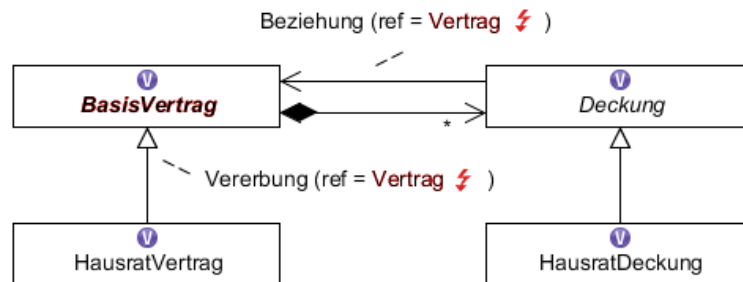 Beziehung (ref = Vertrag )
V
BasisVertrag
V
Deckung
*
Vererbung (ref = Vertrag )
V
HausratVertrag
V
HausratDeckung